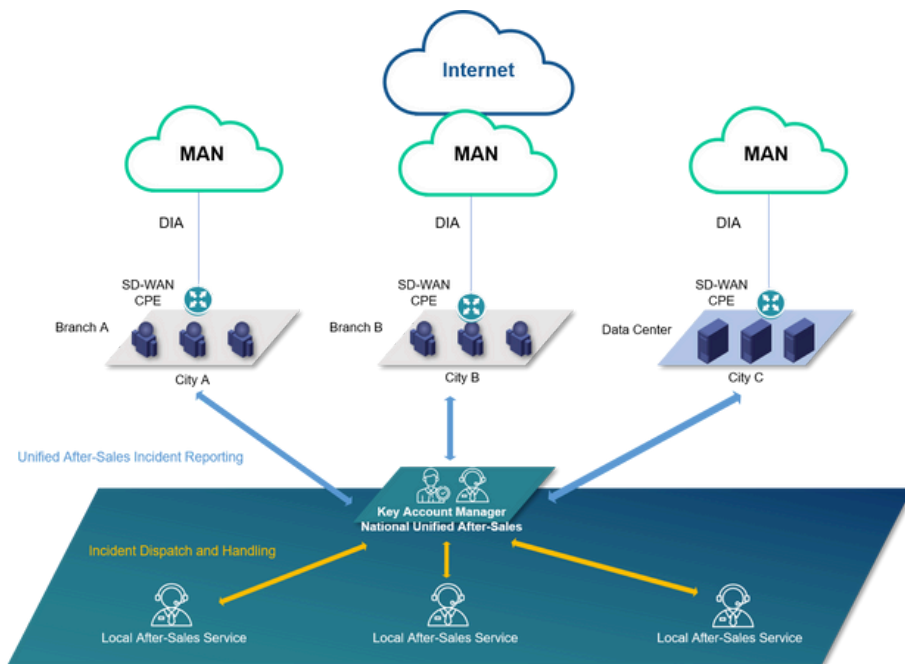 Internet
MAN
MAN
MAN
DIA
DIA
DIA
SD-WAN
CPE
SD-WAN
CPE
SD-WAN
CPE
Branch A
Branch B
Data Center
City A
City B
City C
Unified After-Sales Incident Reporting
Key Account Manager
National Unified After-Sales
Incident Dispatch and Handling
Local After-Sales Service
Local After-Sales Service
Local After-Sales Service